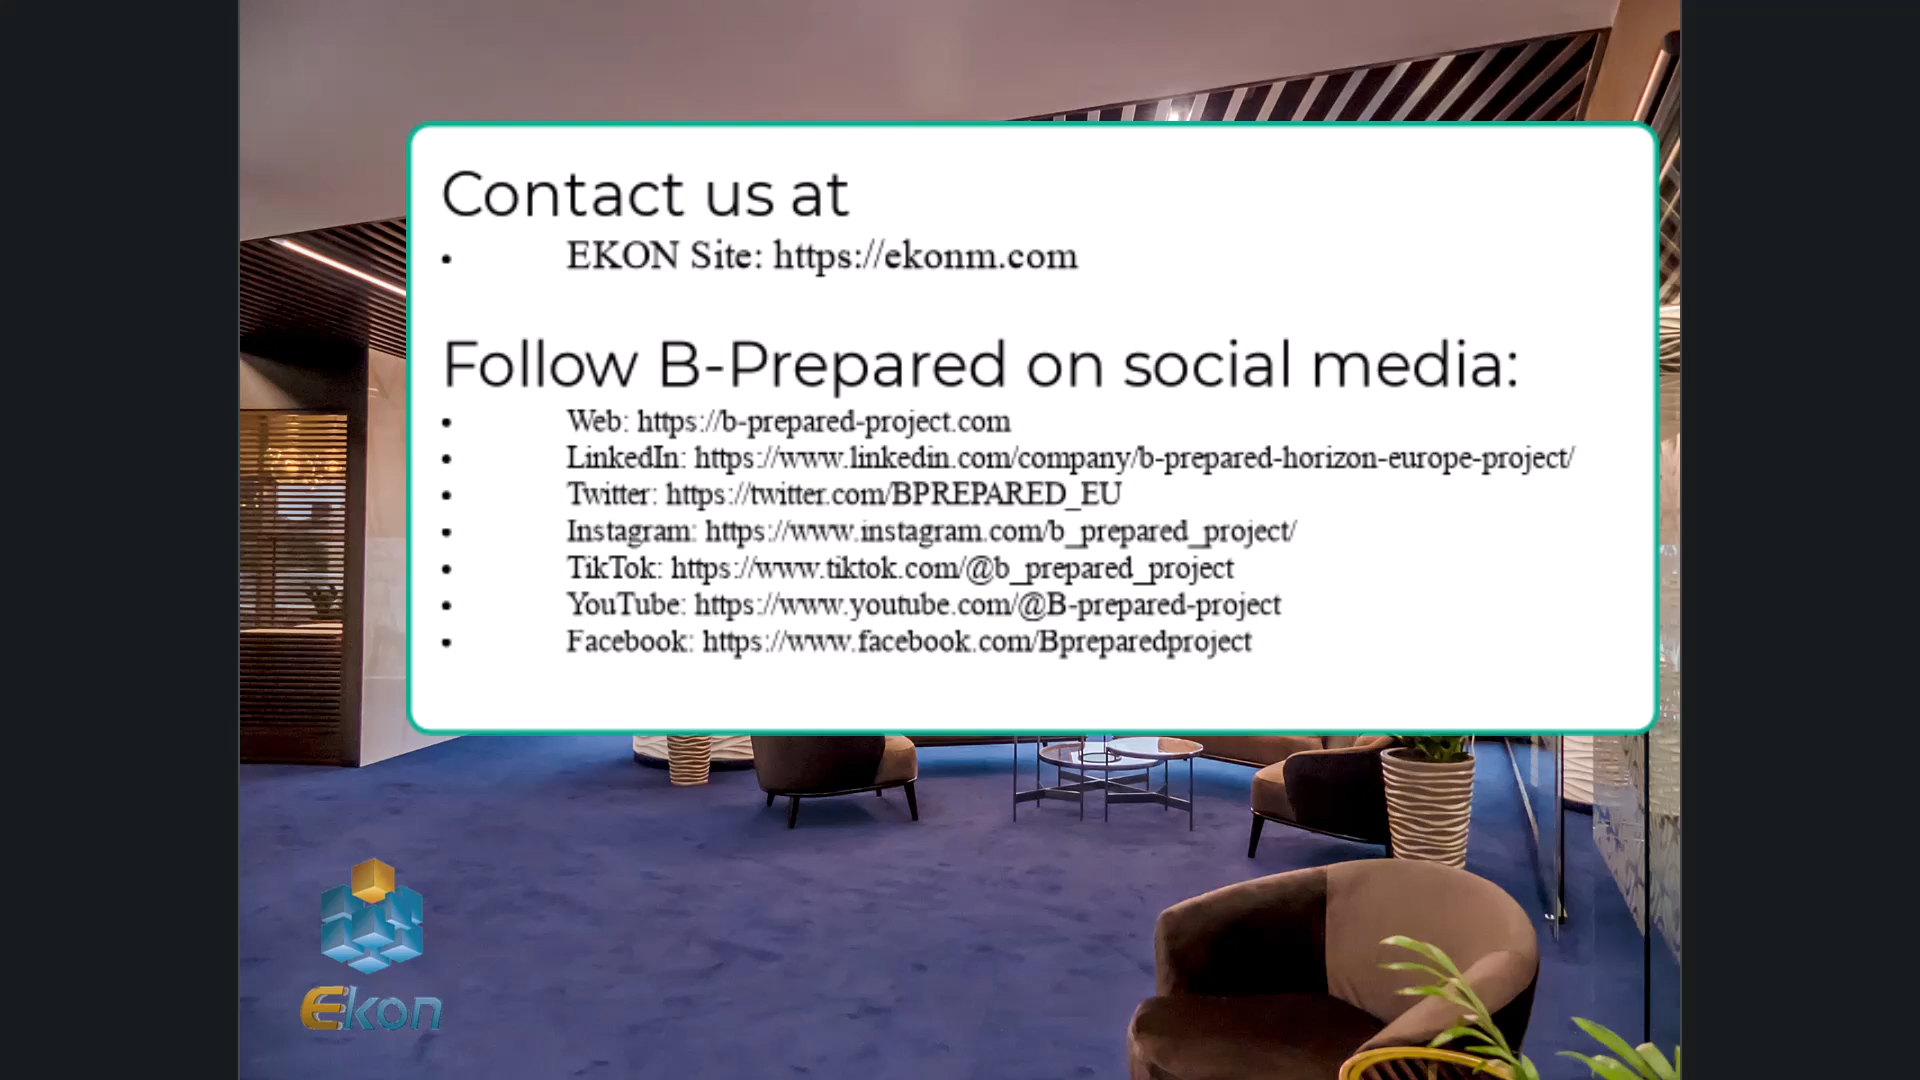 Contact us at
• EKON Site: https://ekonm.com
Follow B-Prepared on social media:
• Web: https://b-prepared-project.com
• LinkedIn: https://www.linkedin.com/company/b-prepared-horizon-europe-project/
• Twitter: https://twitter.com/BPREPARED_EU
• Instagram: https://www.instagram.com/b_prepared_project/
• TikTok: https://www.tiktok.com/@b_prepared_project
• YouTube: https://www.youtube.com/@B-prepared-project
• Facebook: https://www.facebook.com/Bpreparedproject
Ekon